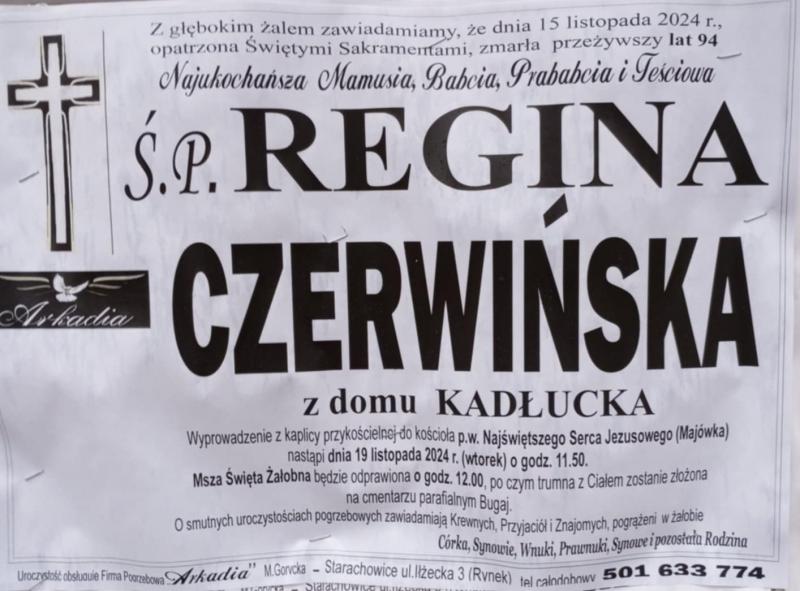 Z głębokim żalem zawiadamiamy, że dnia 15 listopada 2024 r.,
opatrzona Świętymi Sakramentami, zmarła przeżywszy lat 94
Najukochańsza Mamusia, Babcia, Prababcia i Teściowa
Ś.P. REGINA
CZERWIŃSKA
Arkadia
z domu KADŁUCKA
Wyprowadzenie z kaplicy przykościelnej do kościoła p.w. Najświętszego Serca Jezusowego (Majówka)
nastąpi dnia 19 listopada 2024 r. (wtorek) o godz. 11.50.
Msza Święta Żałobna będzie odprawiona o godz. 12.00, po czym trumna z Ciałem zostanie złożona
na cmentarzu parafialnym Bugaj.
O smutnych uroczystościach pogrzebowych zawiadamiają Krewnych, Przyjaciół i Znajomych, pogrążeni w żałobie
Córka, Synowie, Wnuki, Prawnuki, Synowe i pozostała Rodzina
Uroczystość obsługuje Firma Pogrzebowa "Arkadia" M.Gorycka – Starachowice ul.Iłżecka 3 (Rynek) tel całodobowy 501 633 774